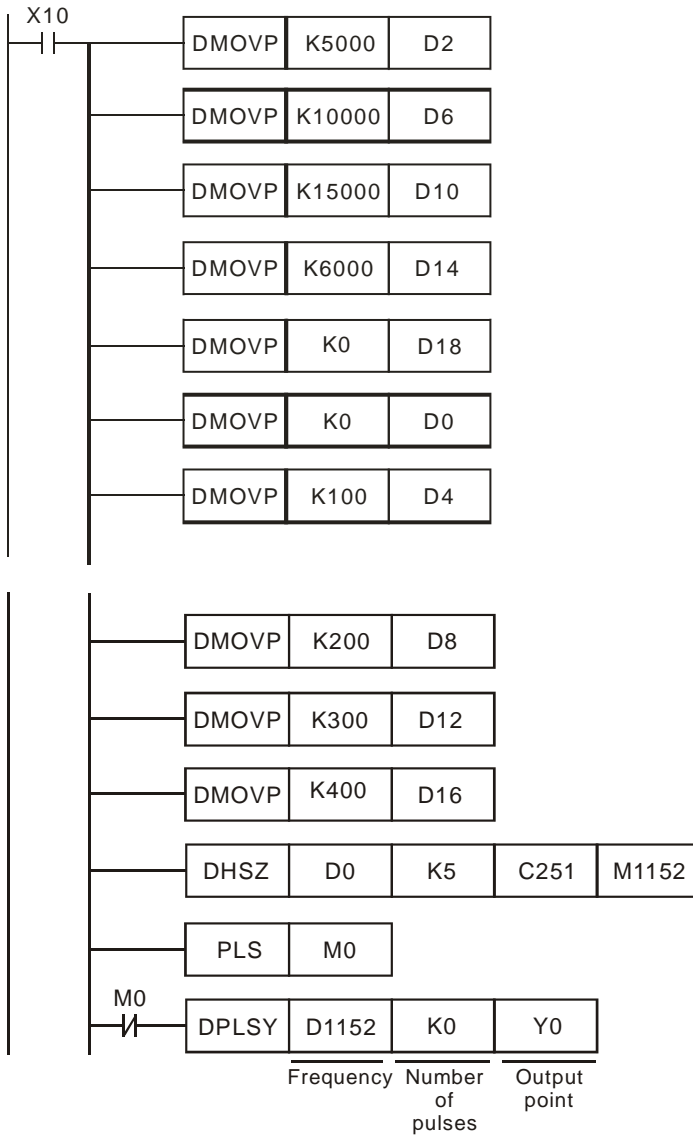 X10
DMOVP K5000 D2
DMOVP K10000 D6
DMOVP K15000 D10
DMOVP K6000 D14
DMOVP K0 D18
DMOVP K0 D0
DMOVP K100 D4
DMOVP K200 D8
DMOVP K300 D12
DMOVP K400 D16
DHSZ D0 K5 C251 M1152
PLS M0
M0
DPLSY D1152 K0 Y0
Frequency Number Output
of point
pulses